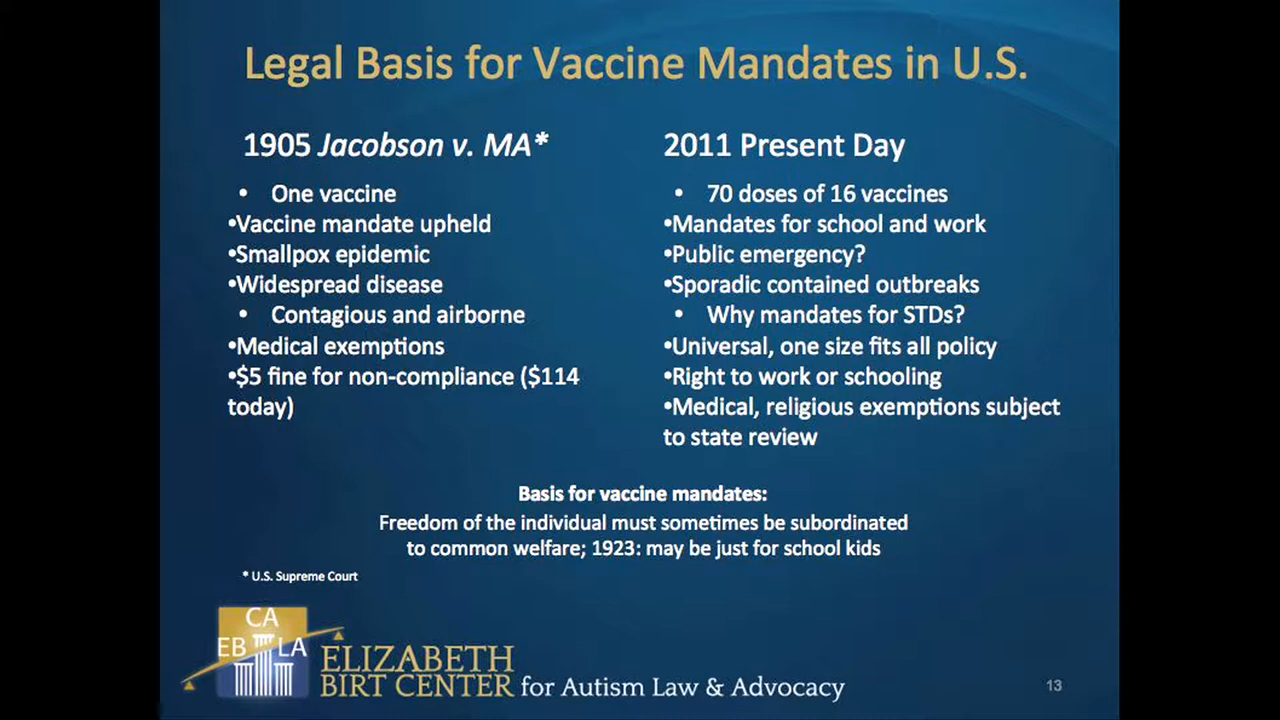 Legal Basis for Vaccine Mandates in U.S.
1905 Jacobson v. MA*
• One vaccine
•Vaccine mandate upheld
•Smallpox epidemic
•Widespread disease
• Contagious and airborne
•Medical exemptions
•$5 fine for non-compliance ($114
today)
2011 Present Day
• 70 doses of 16 vaccines
•Mandates for school and work
•Public emergency?
•Sporadic contained outbreaks
• Why mandates for STDs?
•Universal, one size fits all policy
•Right to work or schooling
•Medical, religious exemptions subject
to state review
Basis for vaccine mandates:
Freedom of the individual must sometimes be subordinated
to common welfare; 1923: may be just for school kids
* U.S. Supreme Court
CA
EB LA
ELIZABETH
BIRT CENTER for Autism Law & Advocacy
13